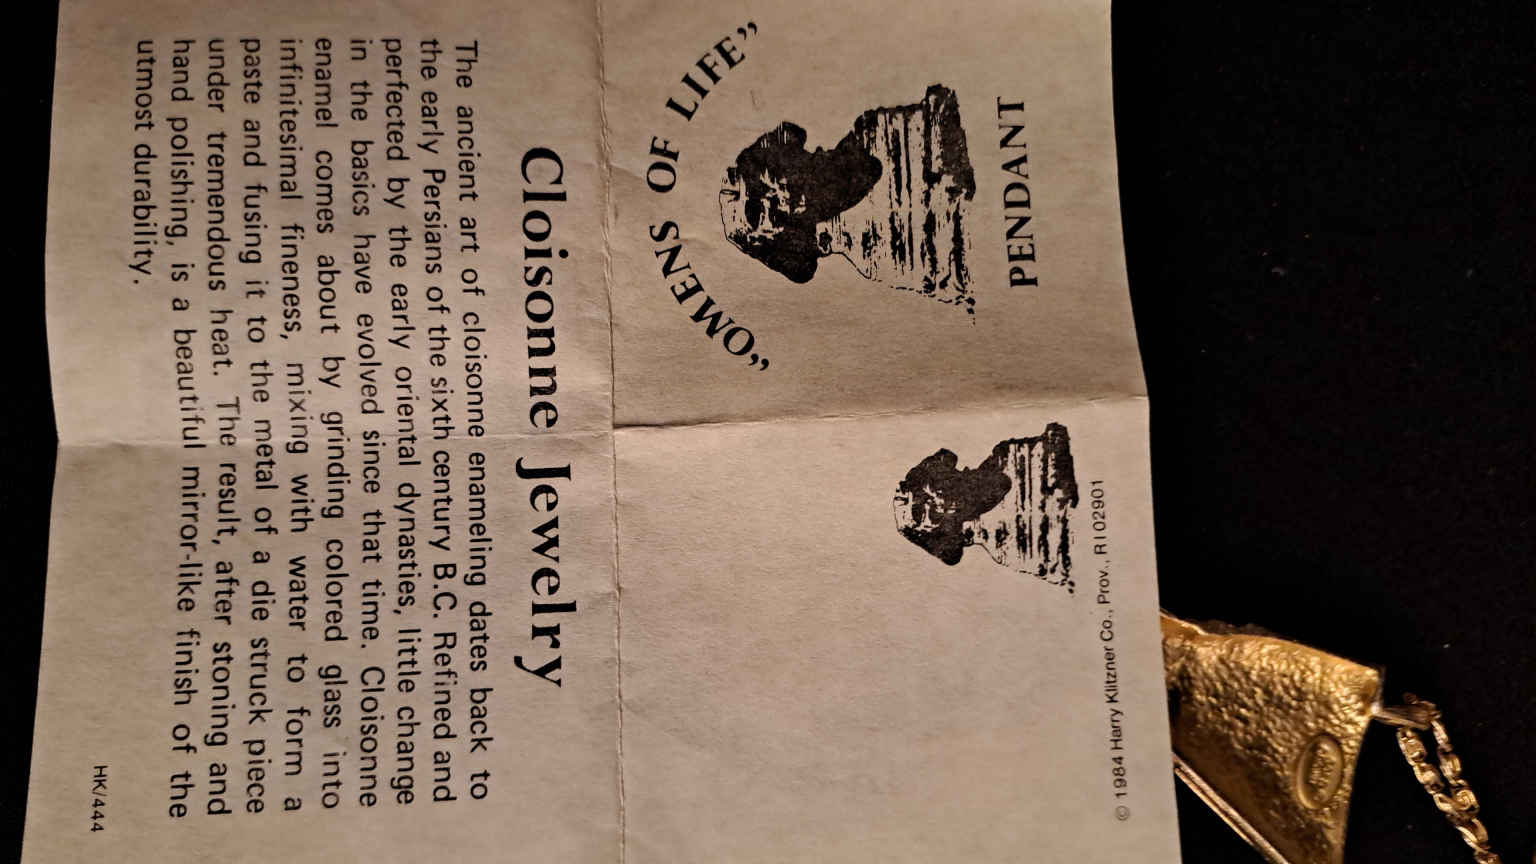 "OMENS OF LIFE"
PENDANT
© 1984 Harry Klitzner Co., Prov., R I 02901
Cloisonne Jewelry
The ancient art of cloisonne enameling dates back to
the early Persians of the sixth century B.C. Refined and
perfected by the early oriental dynasties, little change
in the basics have evolved since that time. Cloisonne
enamel comes about by grinding colored glass into
infinitesimal fineness, mixing with water to form a
paste and fusing it to the metal of a die struck piece
under tremendous heat. The result, after stoning and
hand polishing, is a beautiful mirror-like finish of the
utmost durability.
HK/444